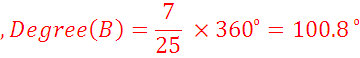 , Degree(B) = 7/25 × 360° = 100.8°